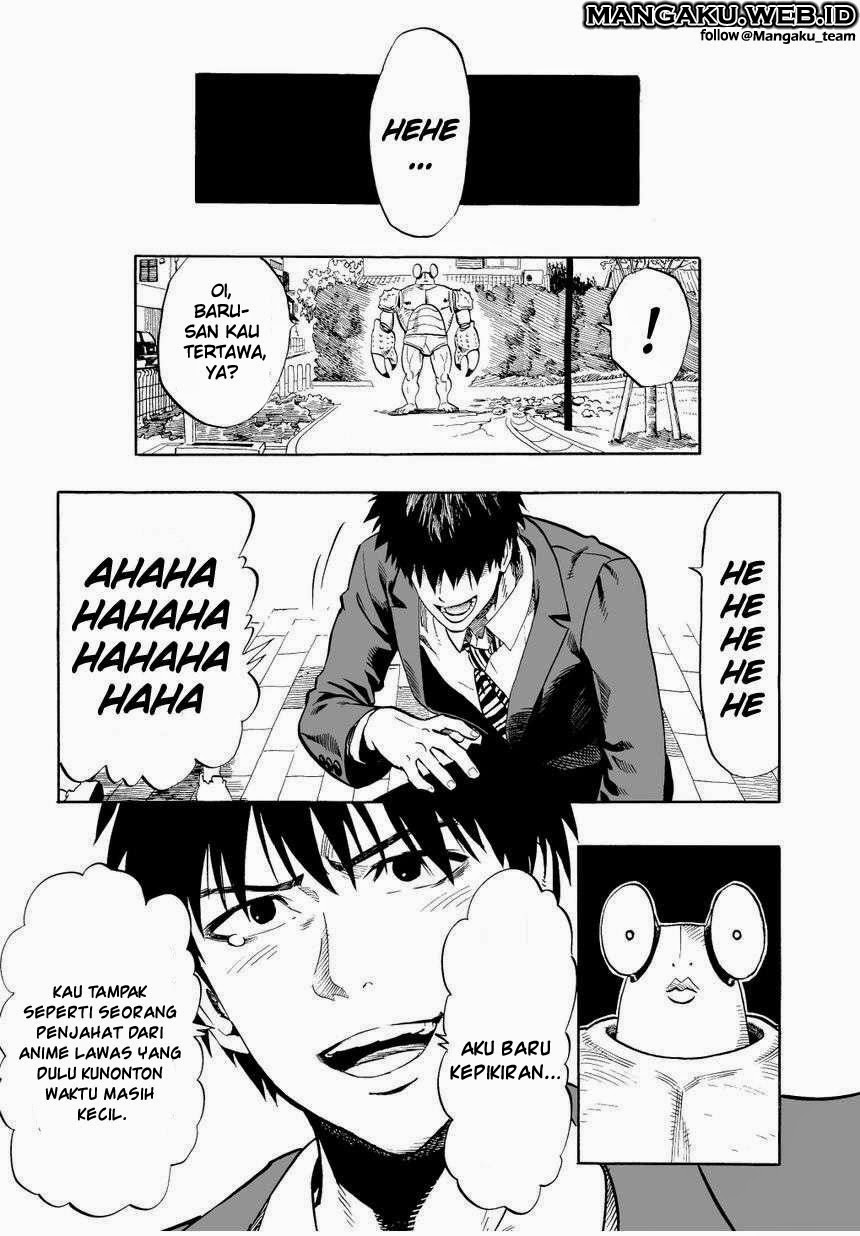 MANGAKU.WEB.ID
follow @Mangaku_team
HEHE
...
!
OI,
BARU-
SAN KAU
TERTAWA,
YA?
HE
HE
HE
HE
HE
AHAHA
HAHAHA
HAHAHA
HAHA
AKU BARU
KEPIKIRAN...
KAU TAMPAK
SEPERTI SEORANG
PENJAHAT DARI
ANIME LAWAS YANG
DULU KUNONTON
WAKTU MASIH
KECIL.